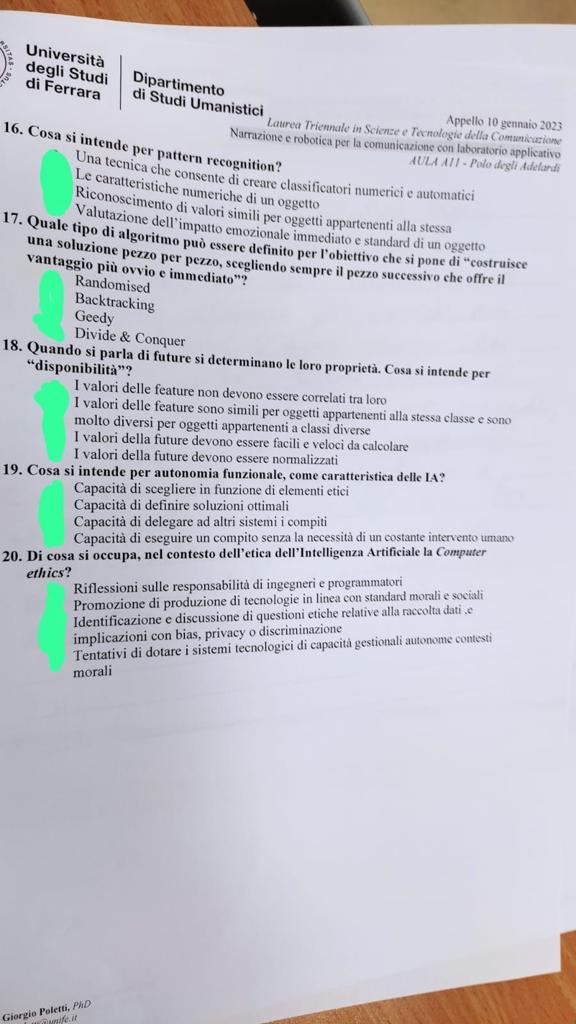 Università
degli Studi
di Ferrara
Dipartimento
di Studi Umanistici
Appello 10 gennaio 2023
Laurea Triennale in Scienze e Tecnologie della Comunicazione
Narrazione e robotica per la comunicazione con laboratorio applicativo
AULA A11 - Polo degli Adelardi
16. Cosa si intende per pattern recognition?
Una tecnica che consente di creare classificatori numerici e automatici
Le caratteristiche numeriche di un oggetto
Riconoscimento di valori simili per oggetti appartenenti alla stessa
Valutazione dell'impatto emozionale immediato e standard di un oggetto
17. Quale tipo di algoritmo può essere definito per l'obiettivo che si pone di “costruisce
una soluzione pezzo per pezzo, scegliendo sempre il pezzo successivo che offre il
vantaggio più ovvio e immediato”?
Randomised
Backtracking
Geedy
Divide & Conquer
18. Quando si parla di future si determinano le loro proprietà. Cosa si intende per
“disponibilità”?
I valori delle feature non devono essere correlati tra loro
I valori delle feature sono simili per oggetti appartenenti alla stessa classe e sono
molto diversi per oggetti appartenenti a classi diverse
I valori della future devono essere facili e veloci da calcolare
I valori della future devono essere normalizzati
19. Cosa si intende per autonomia funzionale, come caratteristica delle IA?
Capacità di scegliere in funzione di elementi etici
Capacità di definire soluzioni ottimali
Capacità di delegare ad altri sistemi i compiti
Capacità di eseguire un compito senza la necessità di un costante intervento umano
20. Di cosa si occupa, nel contesto dell'etica dell'Intelligenza Artificiale la Computer
ethics?
Riflessioni sulle responsabilità di ingegneri e programmatori
Promozione di produzione di tecnologie in linea con standard morali e sociali
Identificazione e discussione di questioni etiche relative alla raccolta dati ,e
implicazioni con bias, privacy o discriminazione
Tentativi di dotare i sistemi tecnologici di capacità gestionali autonome contesti
morali
Giorgio Poletti, PhD
@unife.it